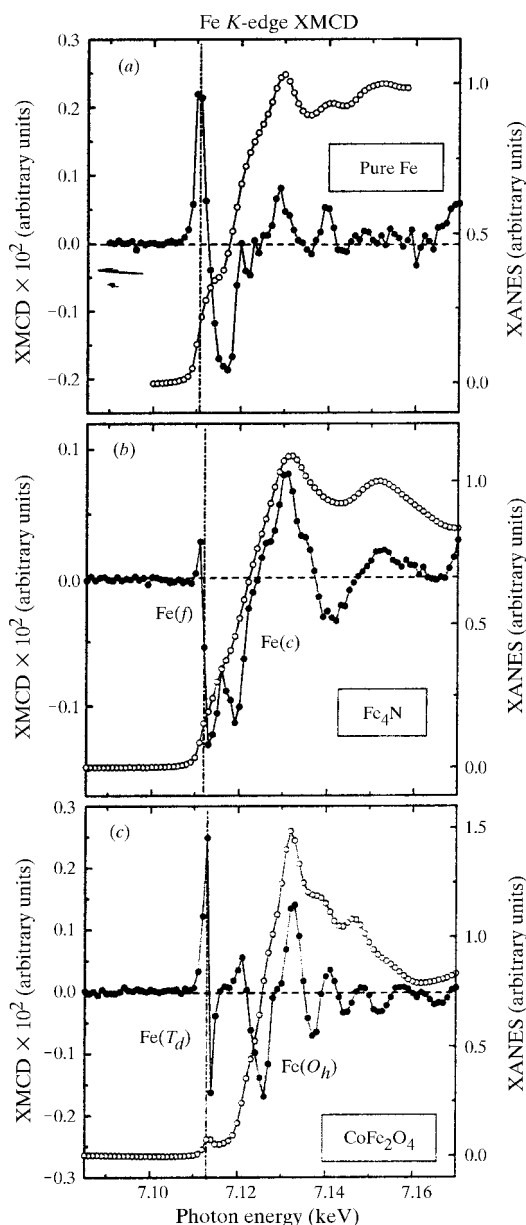 Fe K-edge XMCD
(a)
Pure Fe
XMCD × 10² (arbitrary units)
0.3
0.2
0.1
0.0
−0.1
−0.2
XANES (arbitrary units)
1.0
0.5
0.0
(b)
Fe(f)
Fe(c)
Fe₄N
XMCD × 10² (arbitrary units)
0.1
0.0
−0.1
XANES (arbitrary units)
1.0
0.5
0.0
(c)
Fe(T_d)
Fe(O_h)
CoFe₂O₄
XMCD × 10² (arbitrary units)
0.3
0.2
0.1
0.0
−0.1
−0.2
−0.3
XANES (arbitrary units)
1.5
1.0
0.5
0.0
7.10 7.12 7.13 7.14 7.16
Photon energy (keV)